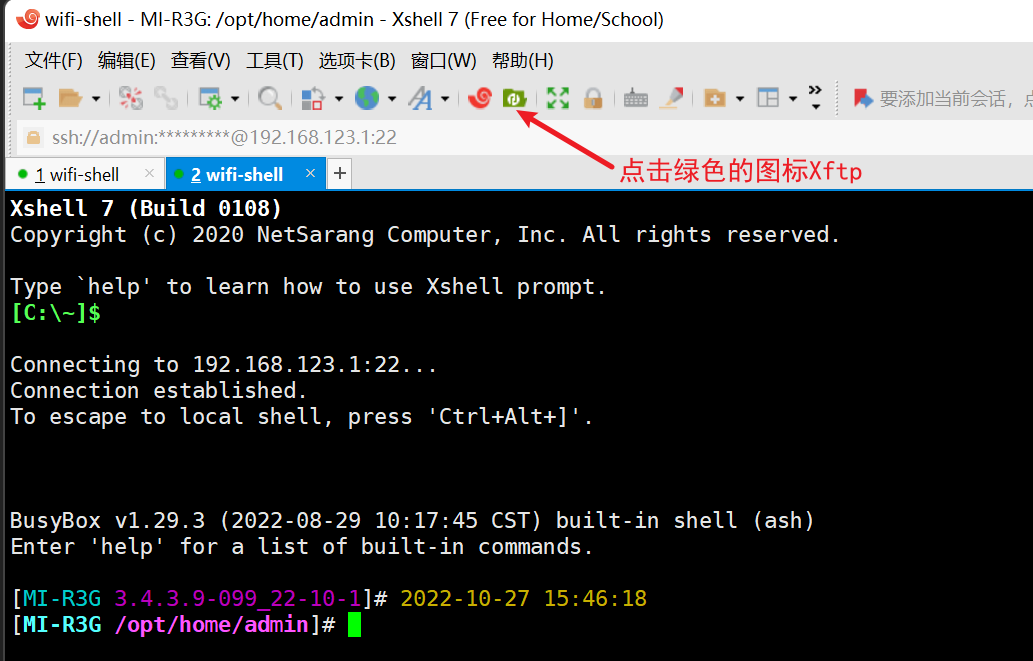 wifi-shell - MI-R3G: /opt/home/admin - Xshell 7 (Free for Home/School)
文件(F) 编辑(E) 查看(V) 工具(T) 选项卡(B) 窗口(W) 帮助(H)
要添加当前会话，
ssh://admin:*********@192.168.123.1:22
点击绿色的图标Xftp
1 wifi-shell × 2 wifi-shell × +
Xshell 7 (Build 0108)
Copyright (c) 2020 NetSarang Computer, Inc. All rights reserved.
Type `help' to learn how to use Xshell prompt.
[C:\~]$
Connecting to 192.168.123.1:22...
Connection established.
To escape to local shell, press 'Ctrl+Alt+]'.
BusyBox v1.29.3 (2022-08-29 10:17:45 CST) built-in shell (ash)
Enter 'help' for a list of built-in commands.
[MI-R3G 3.4.3.9-099_22-10-1]# 2022-10-27 15:46:18
[MI-R3G /opt/home/admin]#